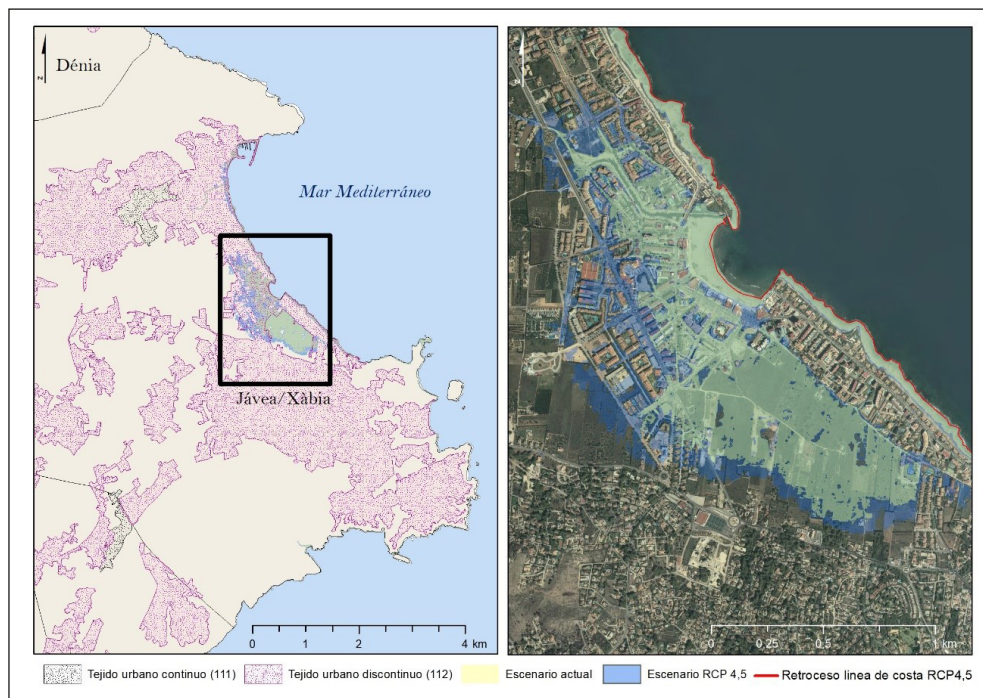 N
Dénia
Mar Mediterráneo
Jávea/Xàbia
0 2 4 km
N
0 0,25 0,5 1 km
Tejido urbano continuo (111) Tejido urbano discontinuo (112) Escenario actual Escenario RCP 4,5 Retroceso linea de costa RCP4,5